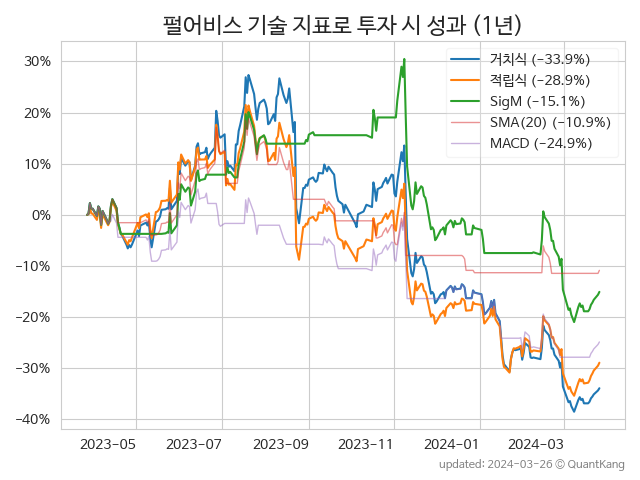 펄어비스 기술 지표로 투자 시 성과 (1년)
거치식 (−33.9%)
적립식 (−28.9%)
SigM (−15.1%)
SMA(20) (−10.9%)
MACD (−24.9%)
30%
20%
10%
0%
−10%
−20%
−30%
−40%
2023-05 2023-07 2023-09 2023-11 2024-01 2024-03
updated: 2024-03-26 © QuantKang